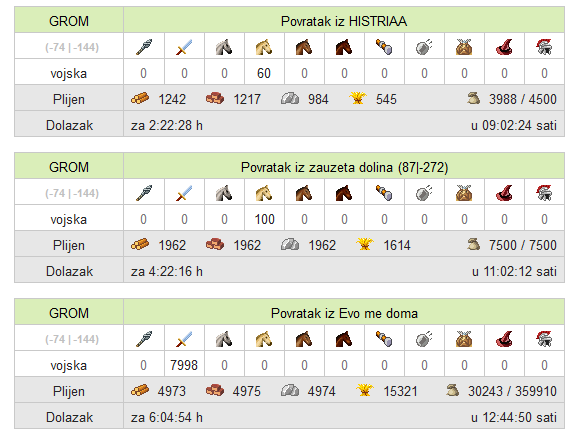 GROM Povratak iz HISTRIAA
(-74 | -144)
vojska 0 0 0 60 0 0 0 0 0 0 0
Plijen 1242 1217 984 545 3988 / 4500
Dolazak za 2:22:28 h u 09:02:24 sati
GROM Povratak iz zauzeta dolina (87|-272)
(-74 | -144)
vojska 0 0 0 100 0 0 0 0 0 0 0
Plijen 1962 1962 1962 1614 7500 / 7500
Dolazak za 4:22:16 h u 11:02:12 sati
GROM Povratak iz Evo me doma
(-74 | -144)
vojska 0 7998 0 0 0 0 0 0 0 0 0
Plijen 4973 4975 4974 15321 30243 / 359910
Dolazak za 6:04:54 h u 12:44:50 sati